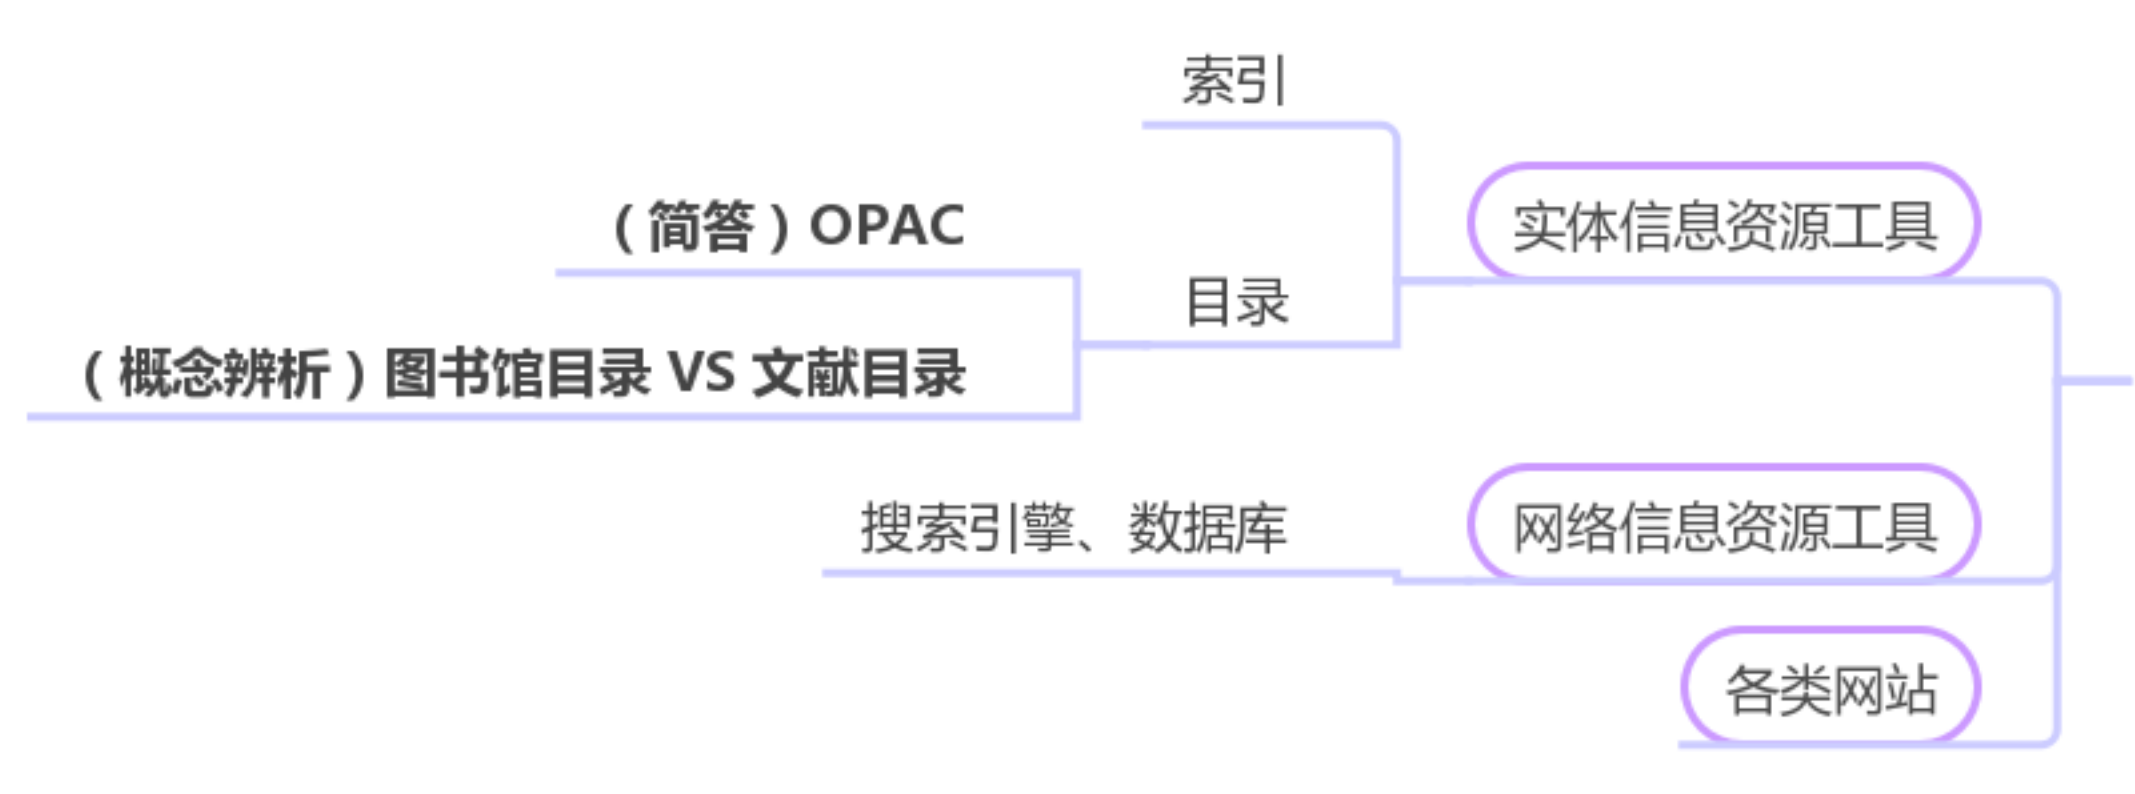 索引
（简答）OPAC
实体信息资源工具
目录
（概念辨析）图书馆目录 VS 文献目录
搜索引擎、数据库
网络信息资源工具
各类网站